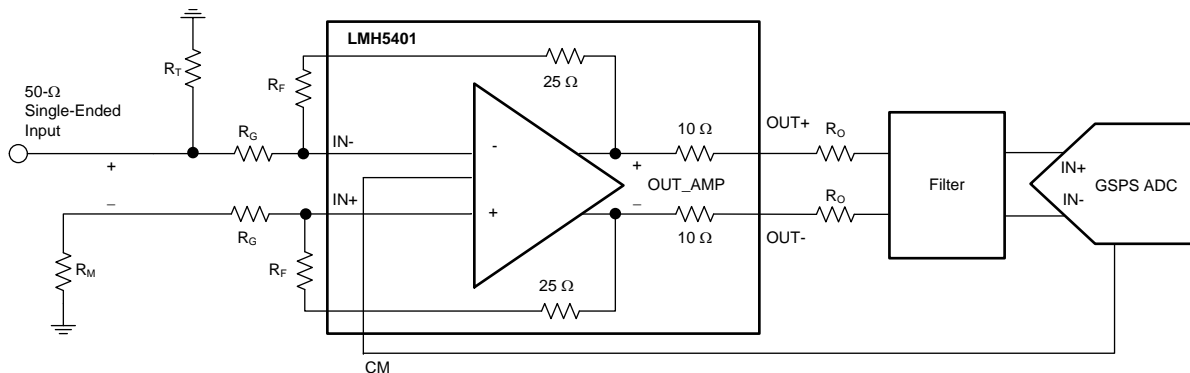 LMH5401
R_T
R_F
25 Ω
50-Ω
Single-Ended
Input
R_G
IN-
-
10 Ω
OUT+
R_O
+
+
OUT_AMP
Filter
IN+
IN-
GSPS ADC
–
IN+
+
–
R_O
R_G
10 Ω
OUT-
R_M
R_F
25 Ω
CM